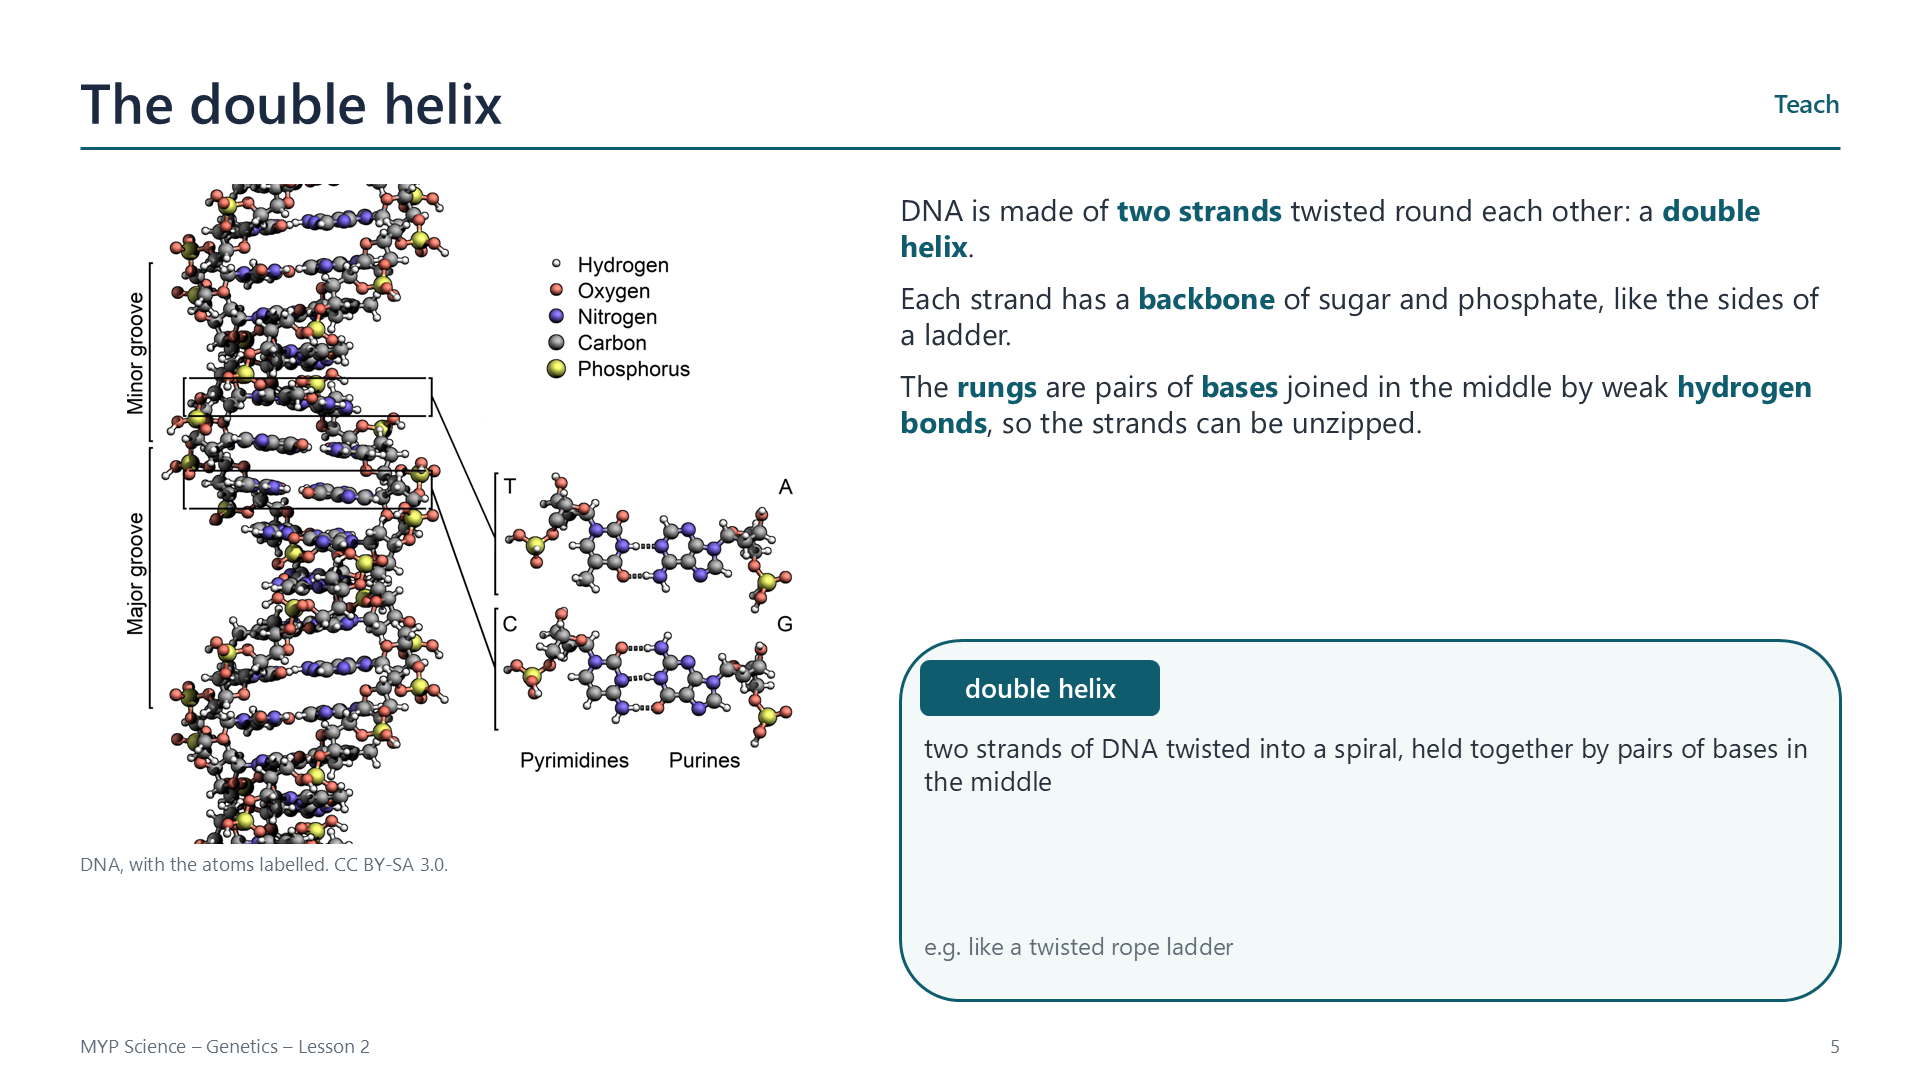 The double helix
Teach
Minor groove
Major groove
Hydrogen
Oxygen
Nitrogen
Carbon
Phosphorus
T
A
C
G
Pyrimidines
Purines
DNA, with the atoms labelled. CC BY-SA 3.0.
DNA is made of two strands twisted round each other: a double
helix.
Each strand has a backbone of sugar and phosphate, like the sides of
a ladder.
The rungs are pairs of bases joined in the middle by weak hydrogen
bonds, so the strands can be unzipped.
double helix
two strands of DNA twisted into a spiral, held together by pairs of bases in
the middle
e.g. like a twisted rope ladder
MYP Science – Genetics – Lesson 2
5